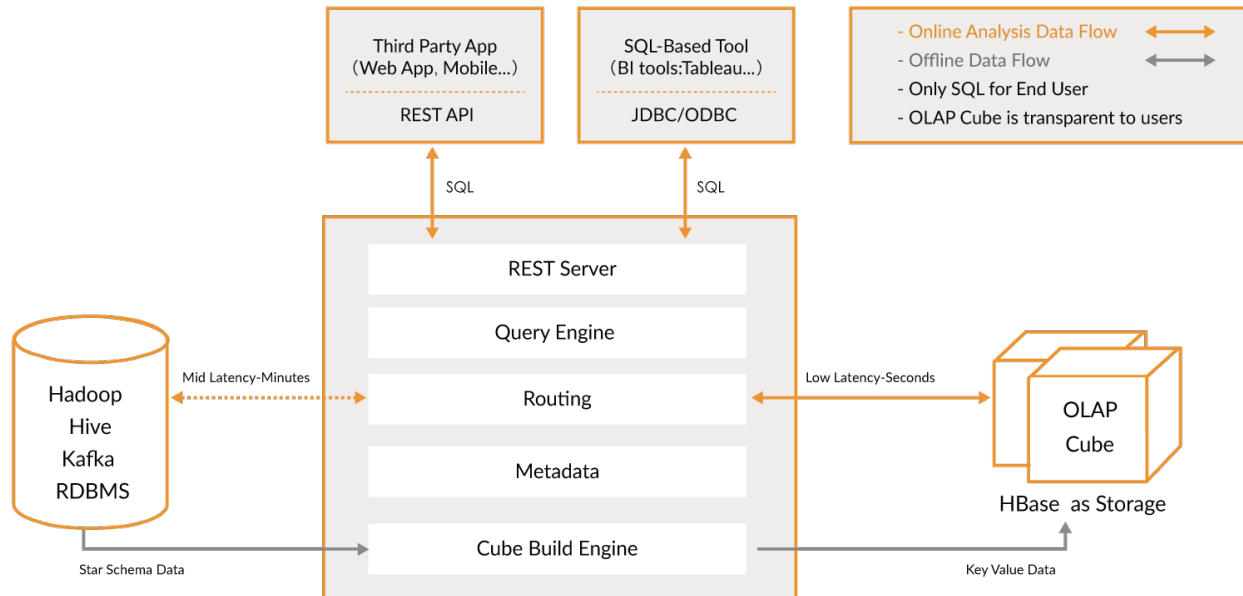 Third Party App
（Web App, Mobile...）
REST API
SQL-Based Tool
（BI tools:Tableau...）
JDBC/ODBC
- Online Analysis Data Flow
- Offline Data Flow
- Only SQL for End User
- OLAP Cube is transparent to users
SQL
SQL
REST Server
Query Engine
Routing
Metadata
Cube Build Engine
Mid Latency-Minutes
Low Latency-Seconds
Hadoop
Hive
Kafka
RDBMS
OLAP
Cube
HBase as Storage
Star Schema Data
Key Value Data